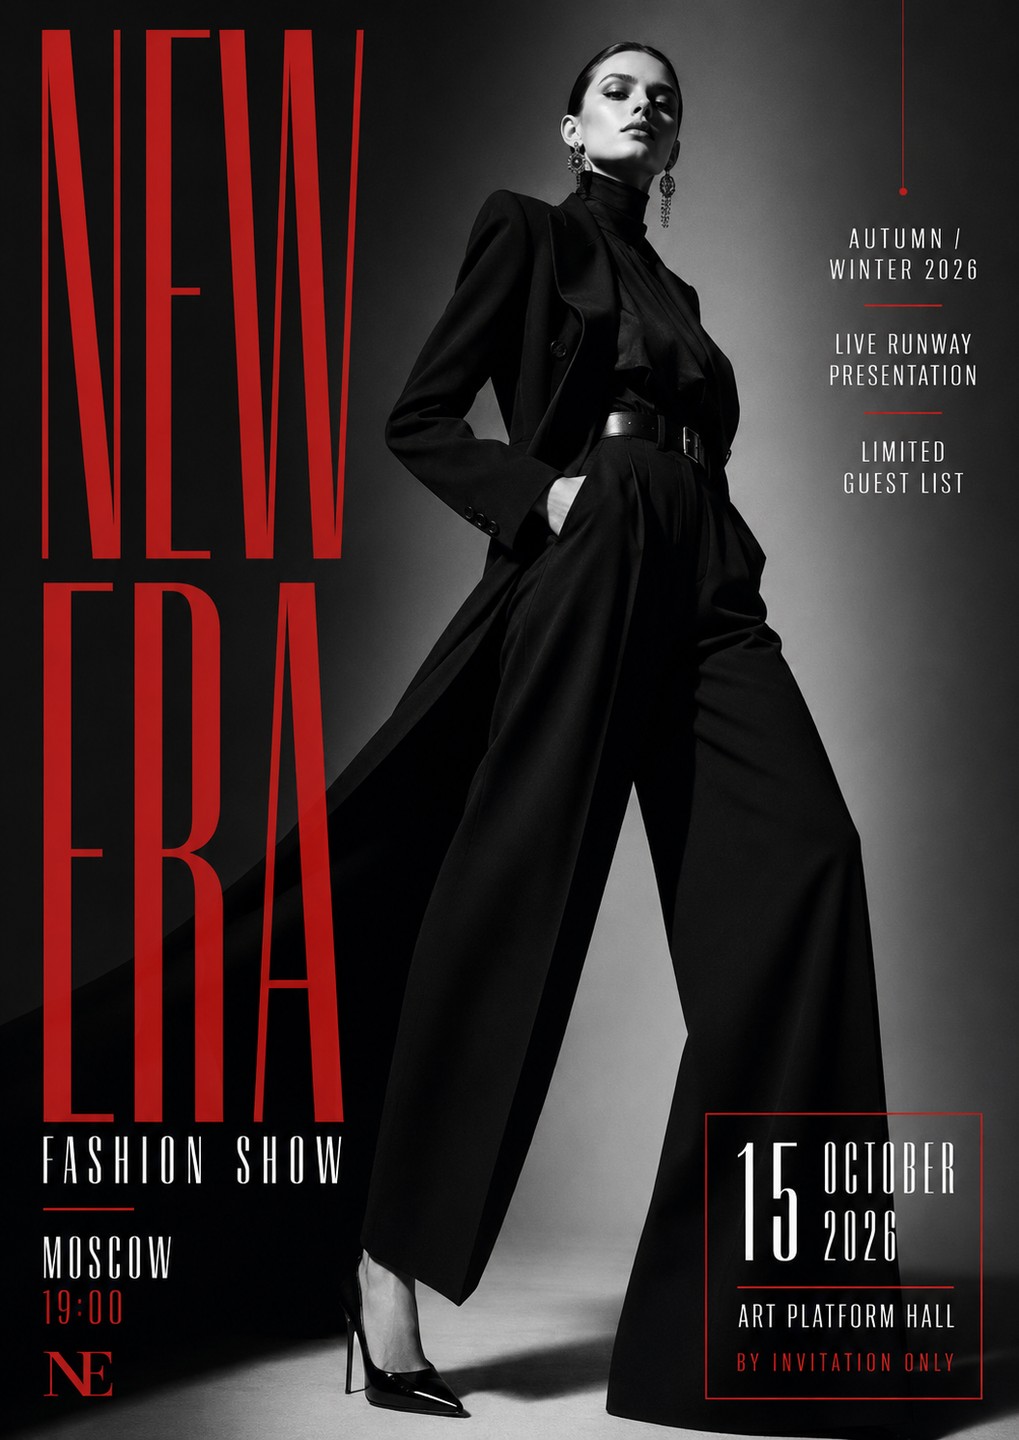 NEW
ERA
FASHION SHOW
MOSCOW
19:00
NE
AUTUMN /
WINTER 2026
LIVE RUNWAY
PRESENTATION
LIMITED
GUEST LIST
15 OCTOBER
2026
ART PLATFORM HALL
BY INVITATION ONLY